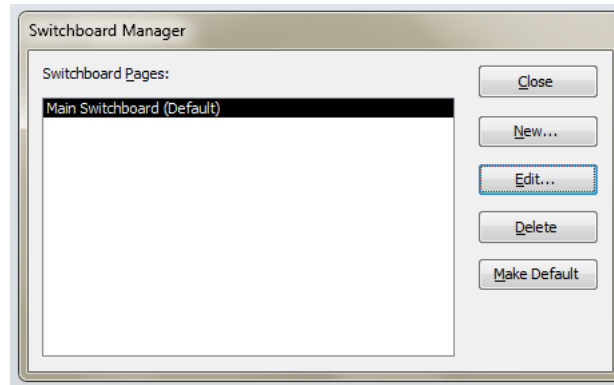 Switchboard Manager
Switchboard Pages:
Main Switchboard (Default)
Close
New...
Edit...
Delete
Make Default